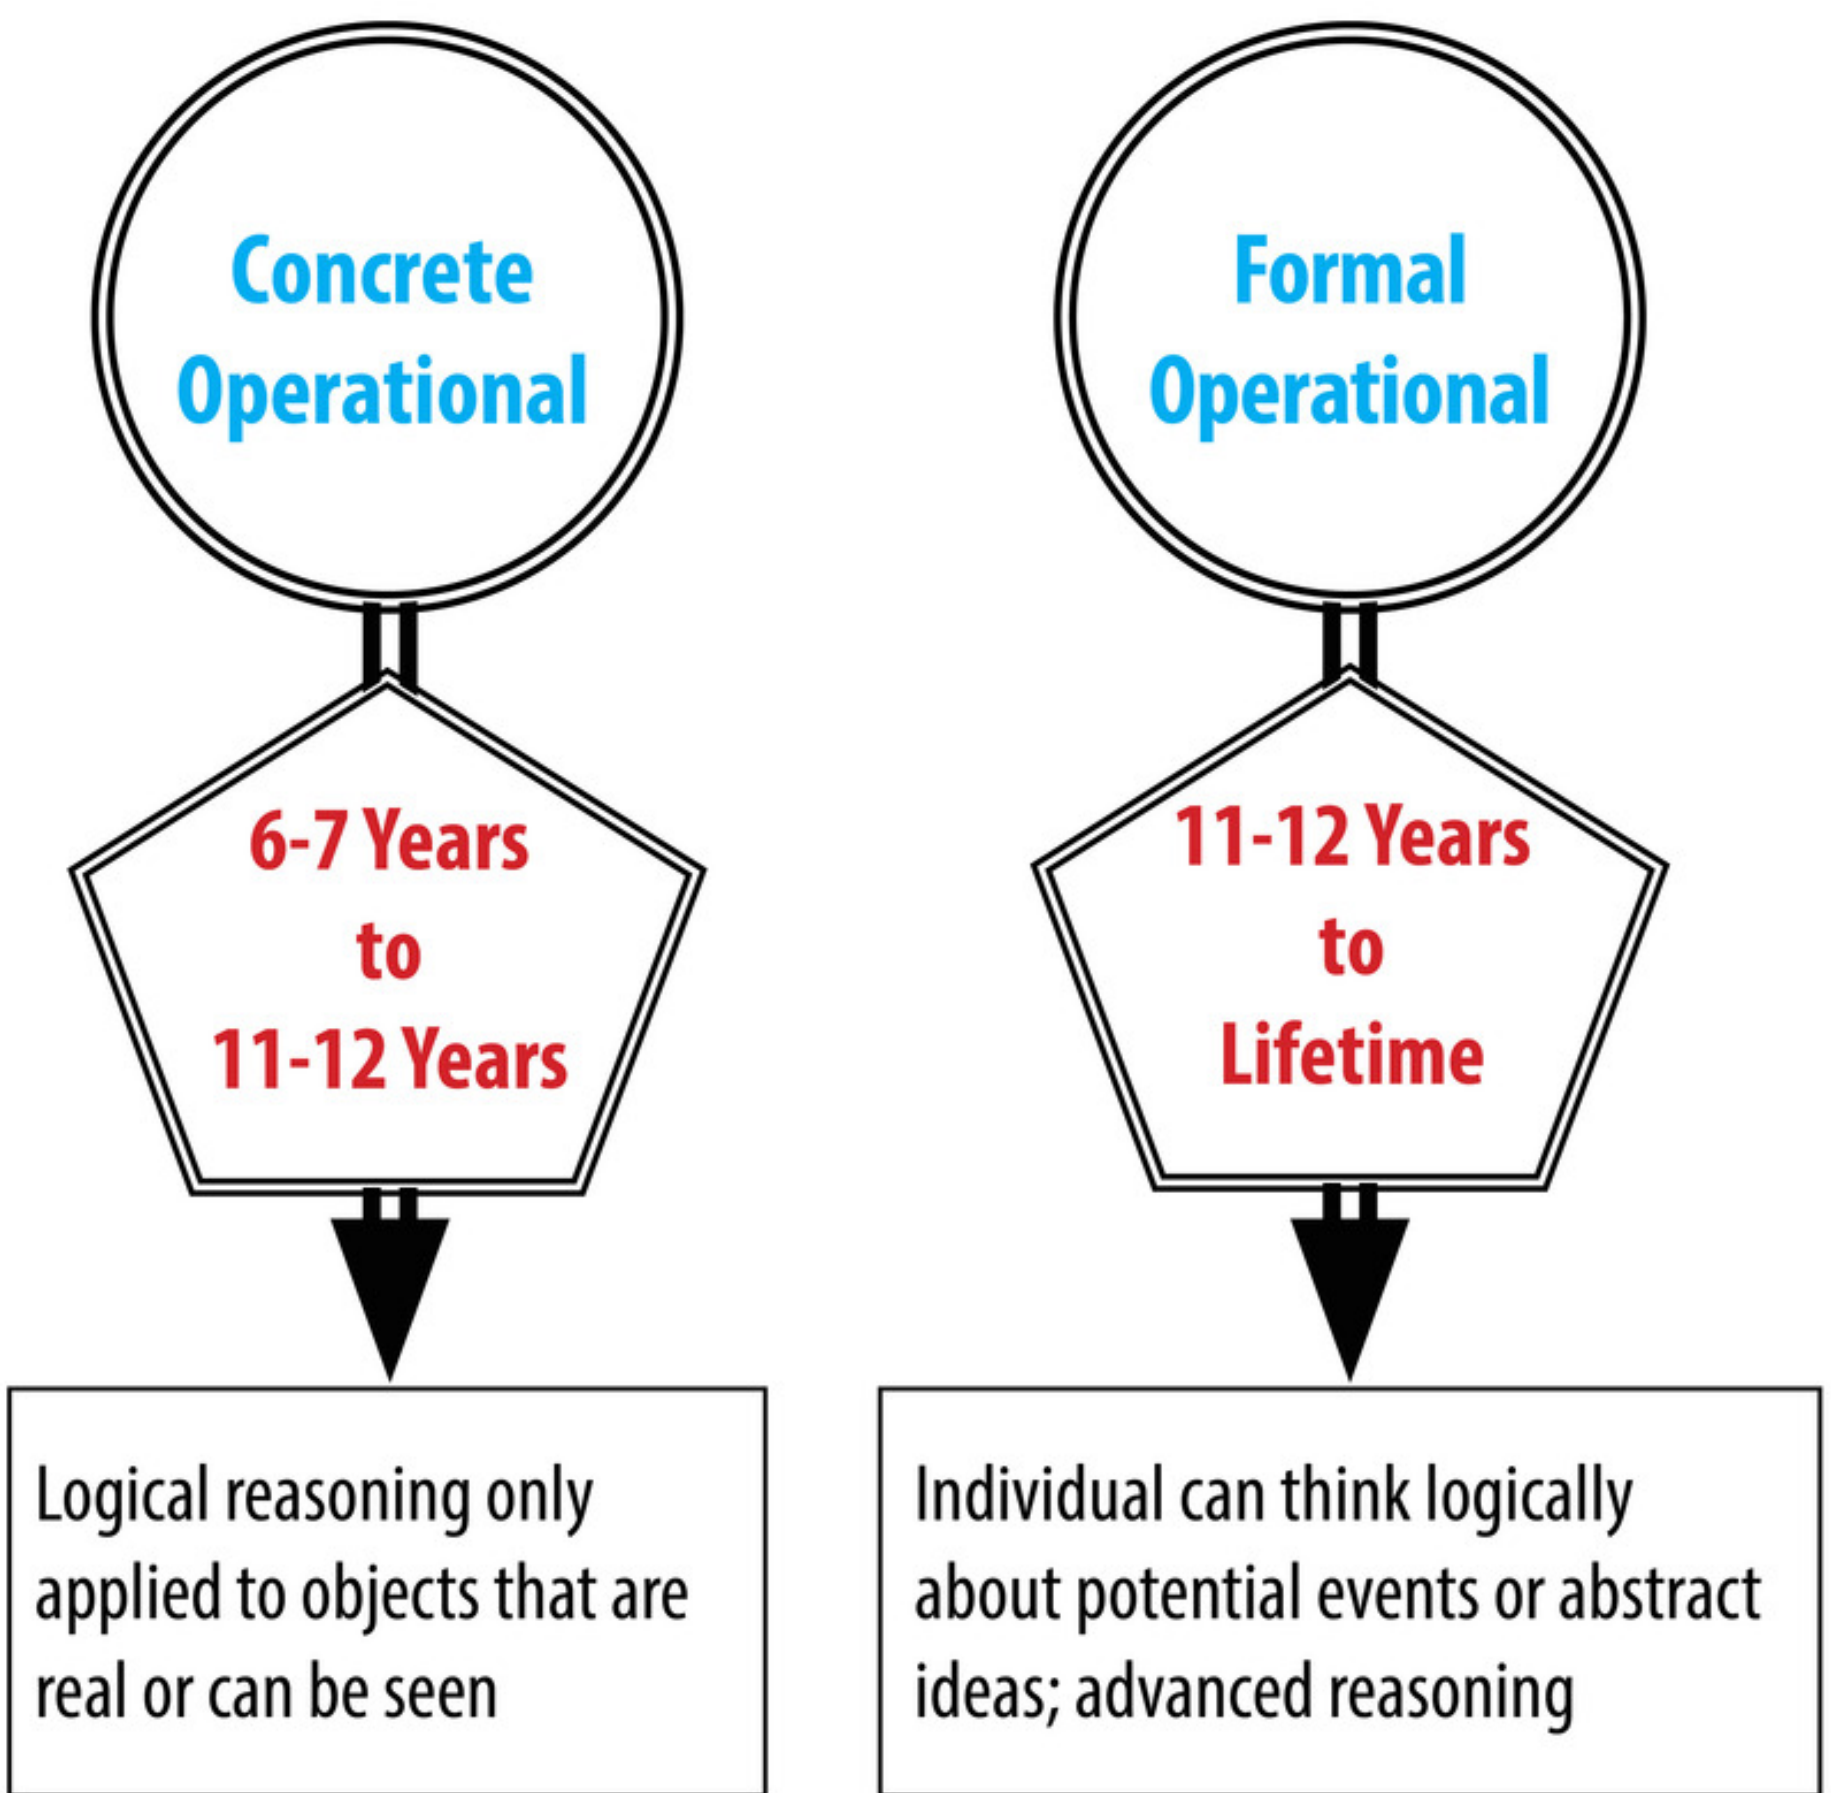 Concrete
Operational
6-7 Years
to
11-12 Years
Logical reasoning only
applied to objects that are
real or can be seen
Formal
Operational
11-12 Years
to
Lifetime
Individual can think logically
about potential events or abstract
ideas; advanced reasoning